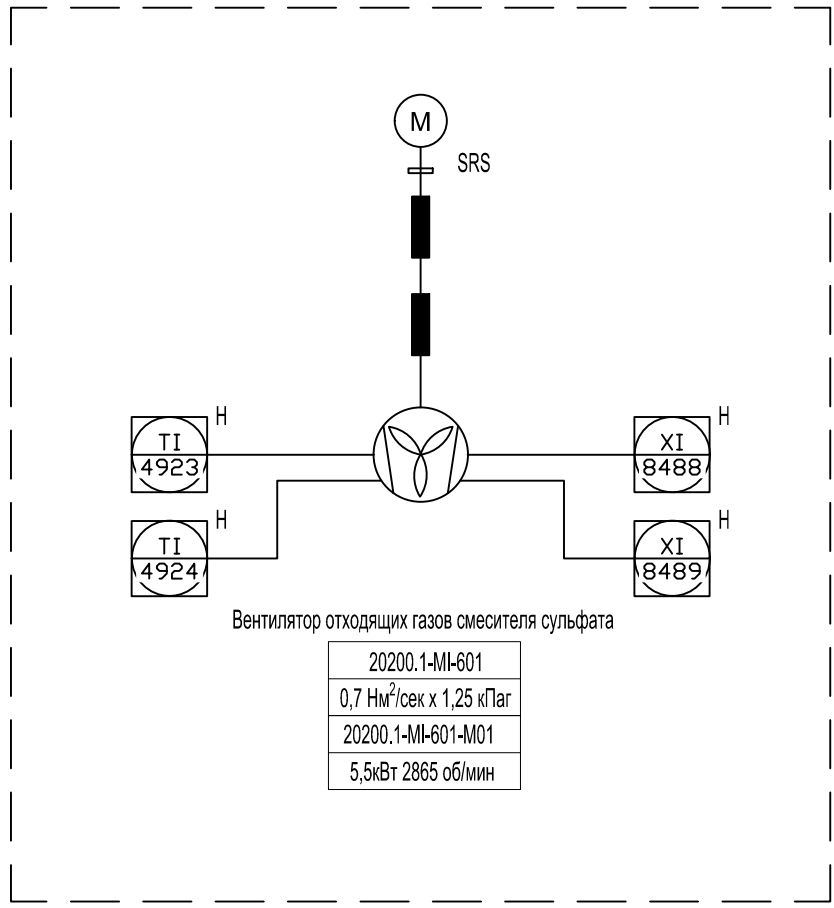 M
SRS
H
TI
4923
H
XI
8488
H
TI
4924
H
XI
8489
Вентилятор отходящих газов смесителя сульфата
20200.1-MI-601
0,7 Нм²/сек x 1,25 кПаг
20200.1-MI-601-M01
5,5кВт 2865 об/мин